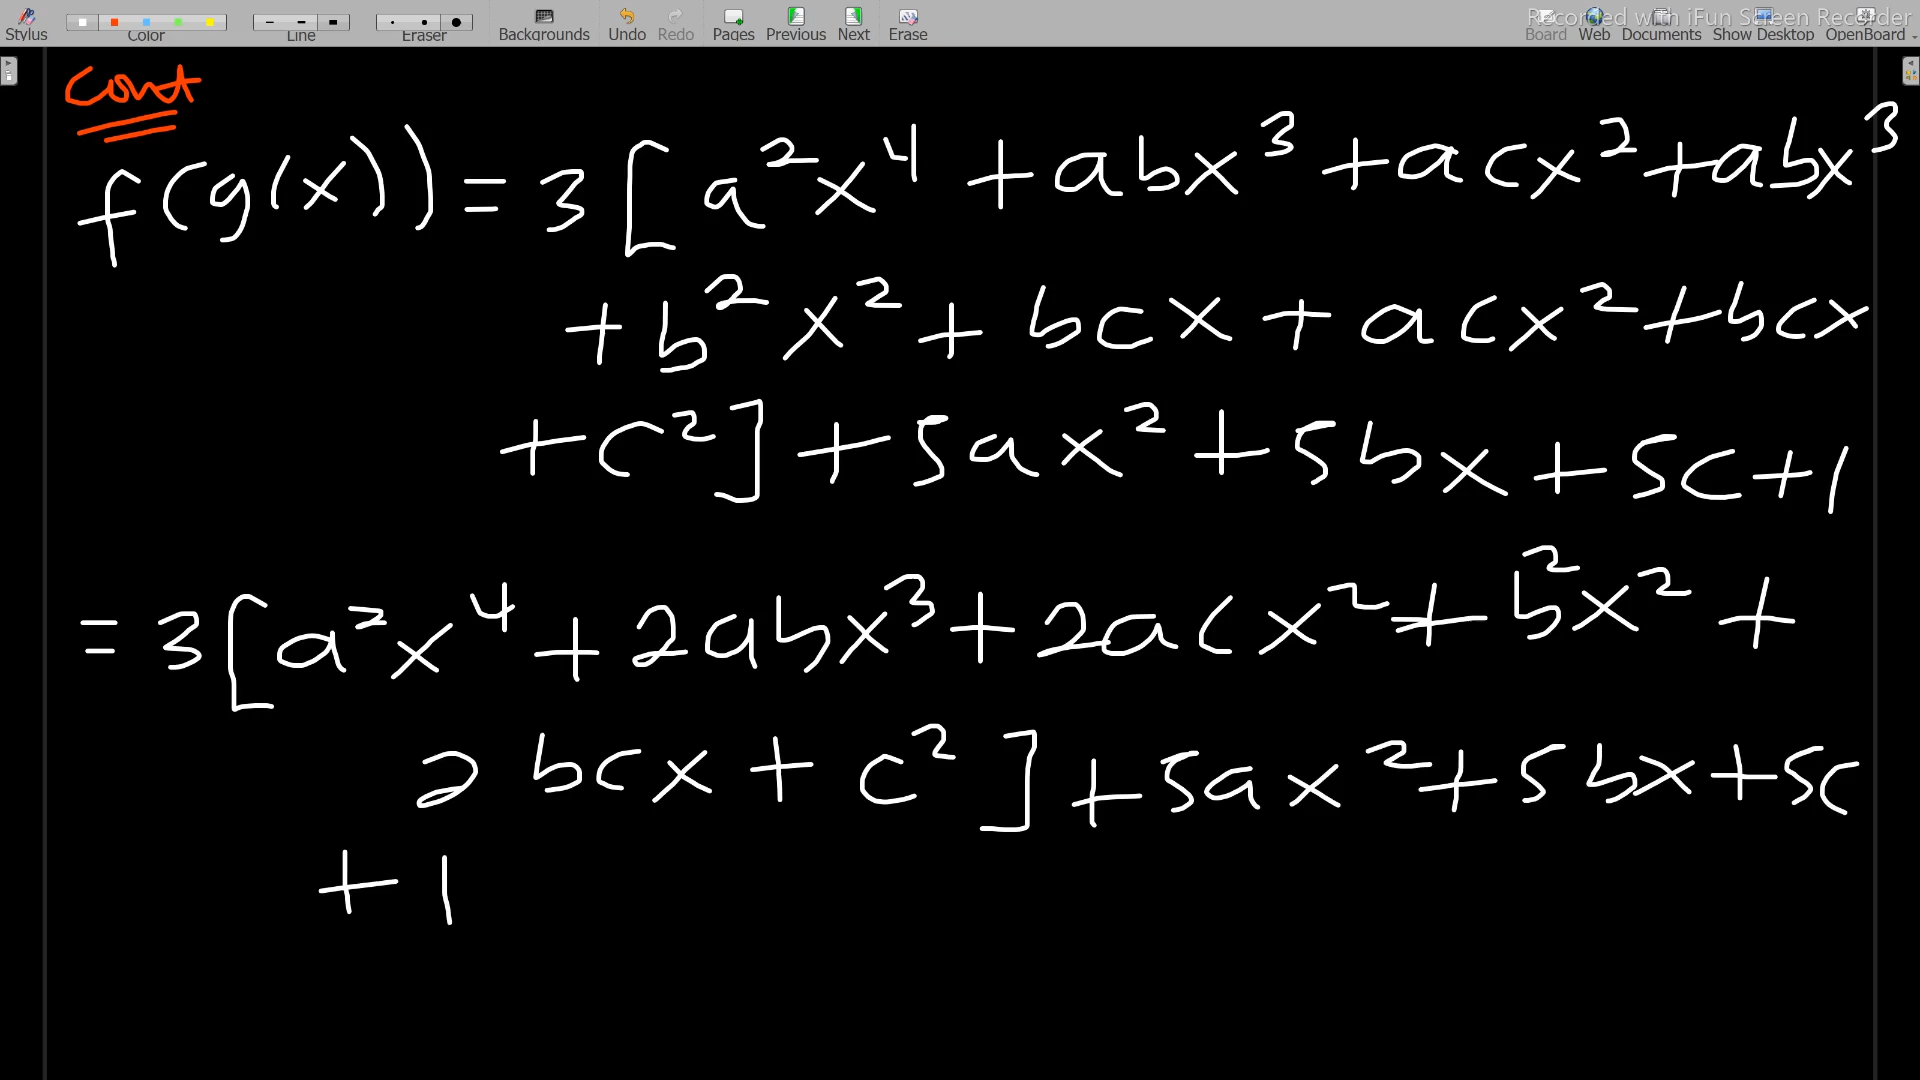 Recorded with iFun Screen Recorder
Stylus Color Line Eraser Backgrounds Undo Redo Pages Previous Next Erase Board Web Documents Show Desktop OpenBoard
Cont
f(g(x)) = 3[a²x⁴ + abx³ + acx² + abx³
+ b²x² + bcx + acx² + bcx
+ c²] + 5ax² + 5bx + 5c + 1
= 3[a²x⁴ + 2abx³ + 2acx² + b²x² +
2bcx + c²] + 5ax² + 5bx + 5c
+ 1